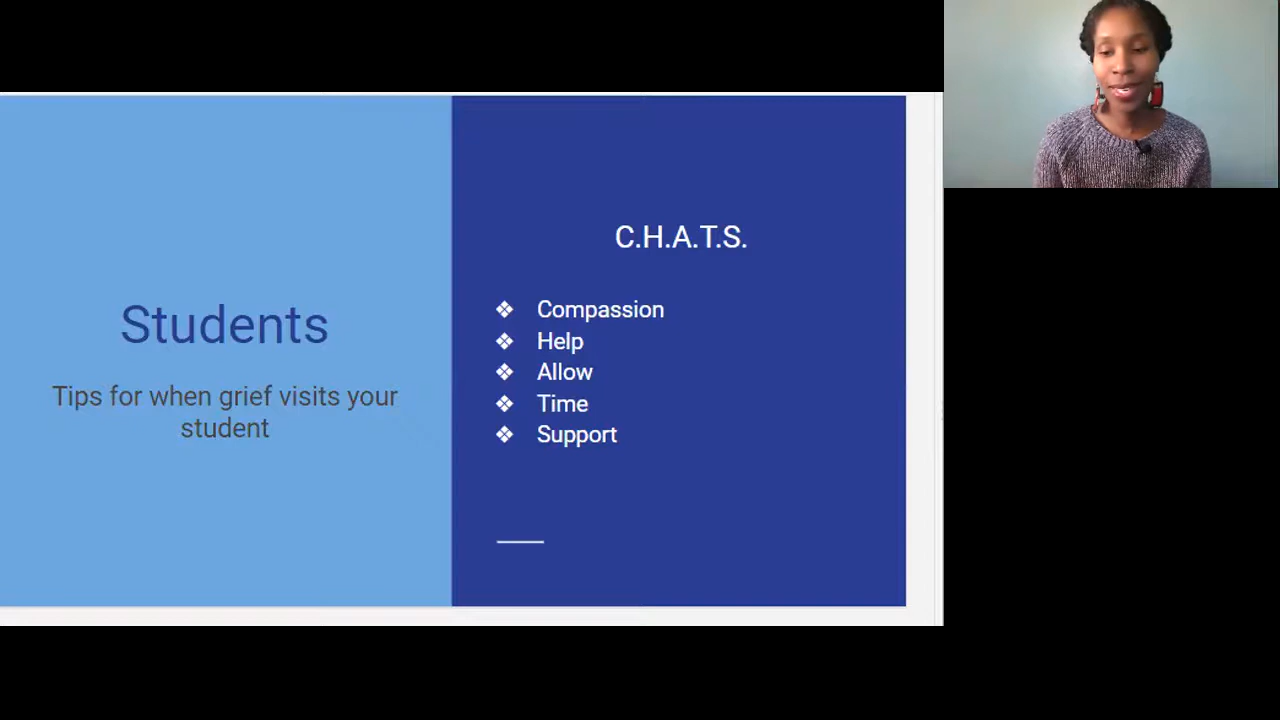 Students
Tips for when grief visits your
student
C.H.A.T.S.
❖ Compassion
❖ Help
❖ Allow
❖ Time
❖ Support